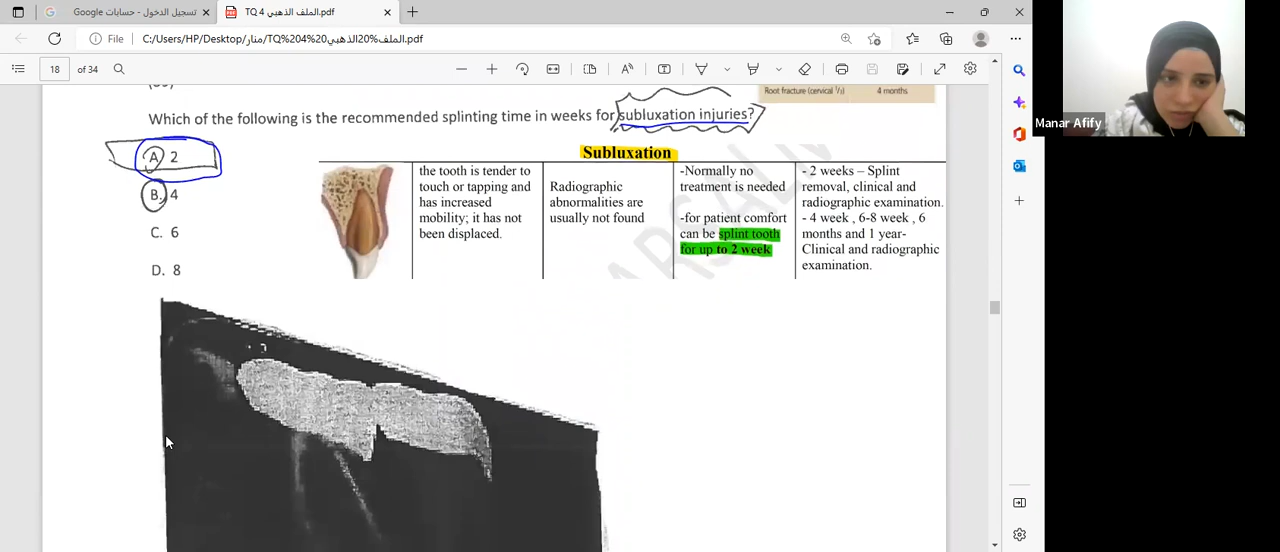 تسجيل الدخول - حسابات Google
TQ 4 الملف الذهبي.pdf
File
C:/Users/HP/Desktop/منار/TQ%204%20الملف%20الذهبي.pdf
18 of 34
Root fracture (cervical 1/3) 4 months
Which of the following is the recommended splinting time in weeks for subluxation injuries?
A) 2
B. 4
C. 6
D. 8
Subluxation
the tooth is tender to
touch or tapping and
has increased
mobility; it has not
been displaced.
Radiographic
abnormalities are
usually not found
-Normally no
treatment is needed
-for patient comfort
can be splint tooth
for up to 2 week
- 2 weeks – Splint
removal, clinical and
radiographic examination.
- 4 week , 6-8 week , 6
months and 1 year-
Clinical and radiographic
examination.
Manar Afify